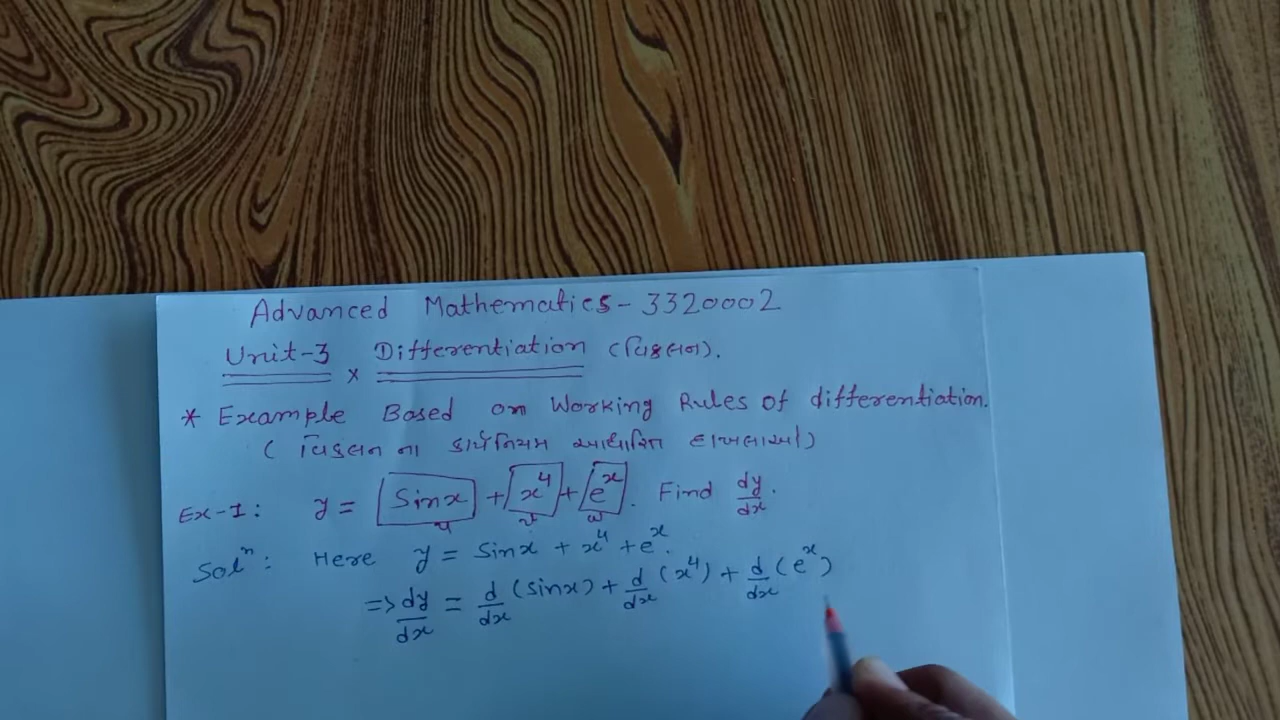 Advanced Mathematics - 3320002
Unit-3 × Differentiation (વિકલન).
* Example Based on Working Rules of differentiation.
( વિકલન ના કાર્યનિયમ આધારિત દાખલાઓ )
Ex-1: y = sinx + x⁴ + eˣ. Find dy/dx.
u v w
Solⁿ: Here y = sinx + x⁴ + eˣ.
=> dy/dx = d/dx (sinx) + d/dx (x⁴) + d/dx (eˣ)